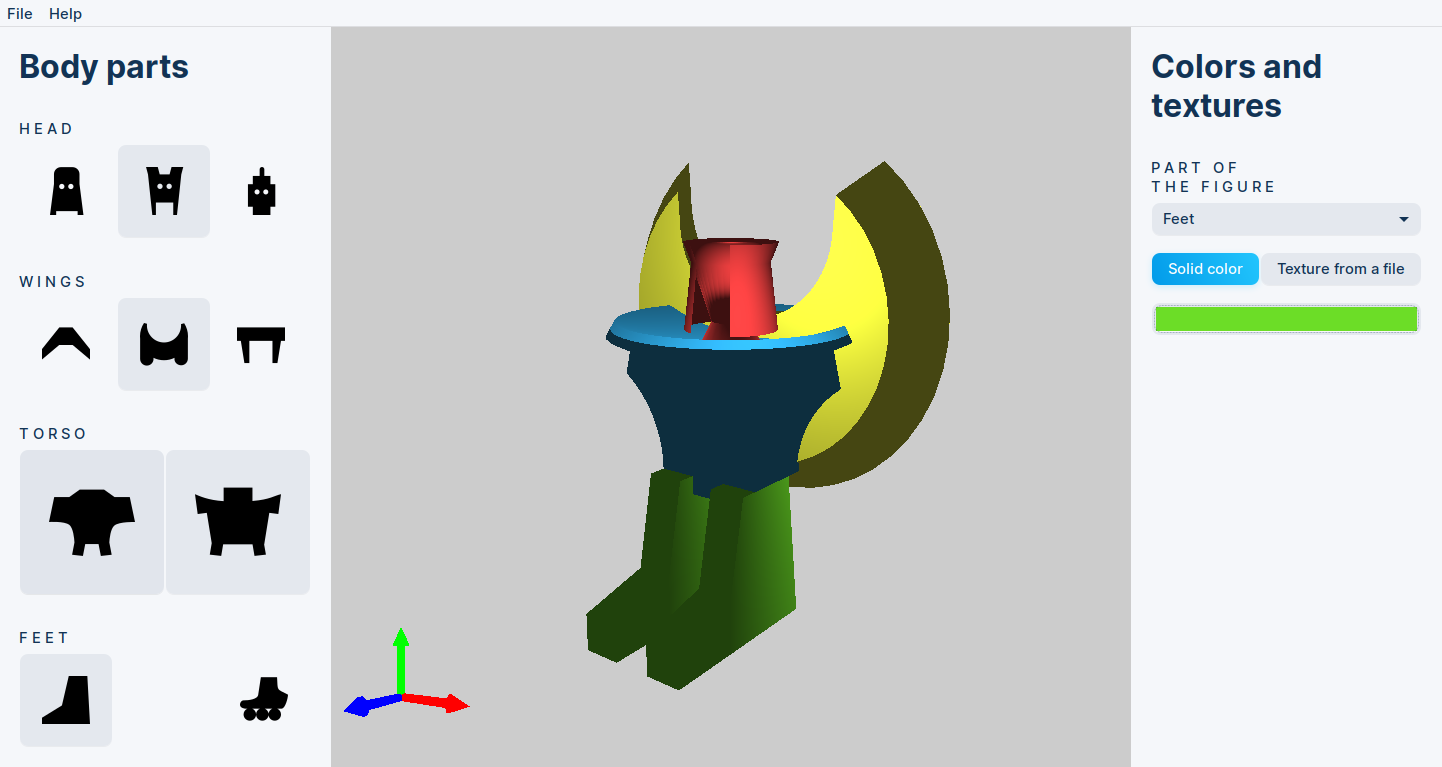 File Help
Body parts
HEAD
WINGS
TORSO
FEET
Colors and
textures
PART OF
THE FIGURE
Feet
Solid color Texture from a file